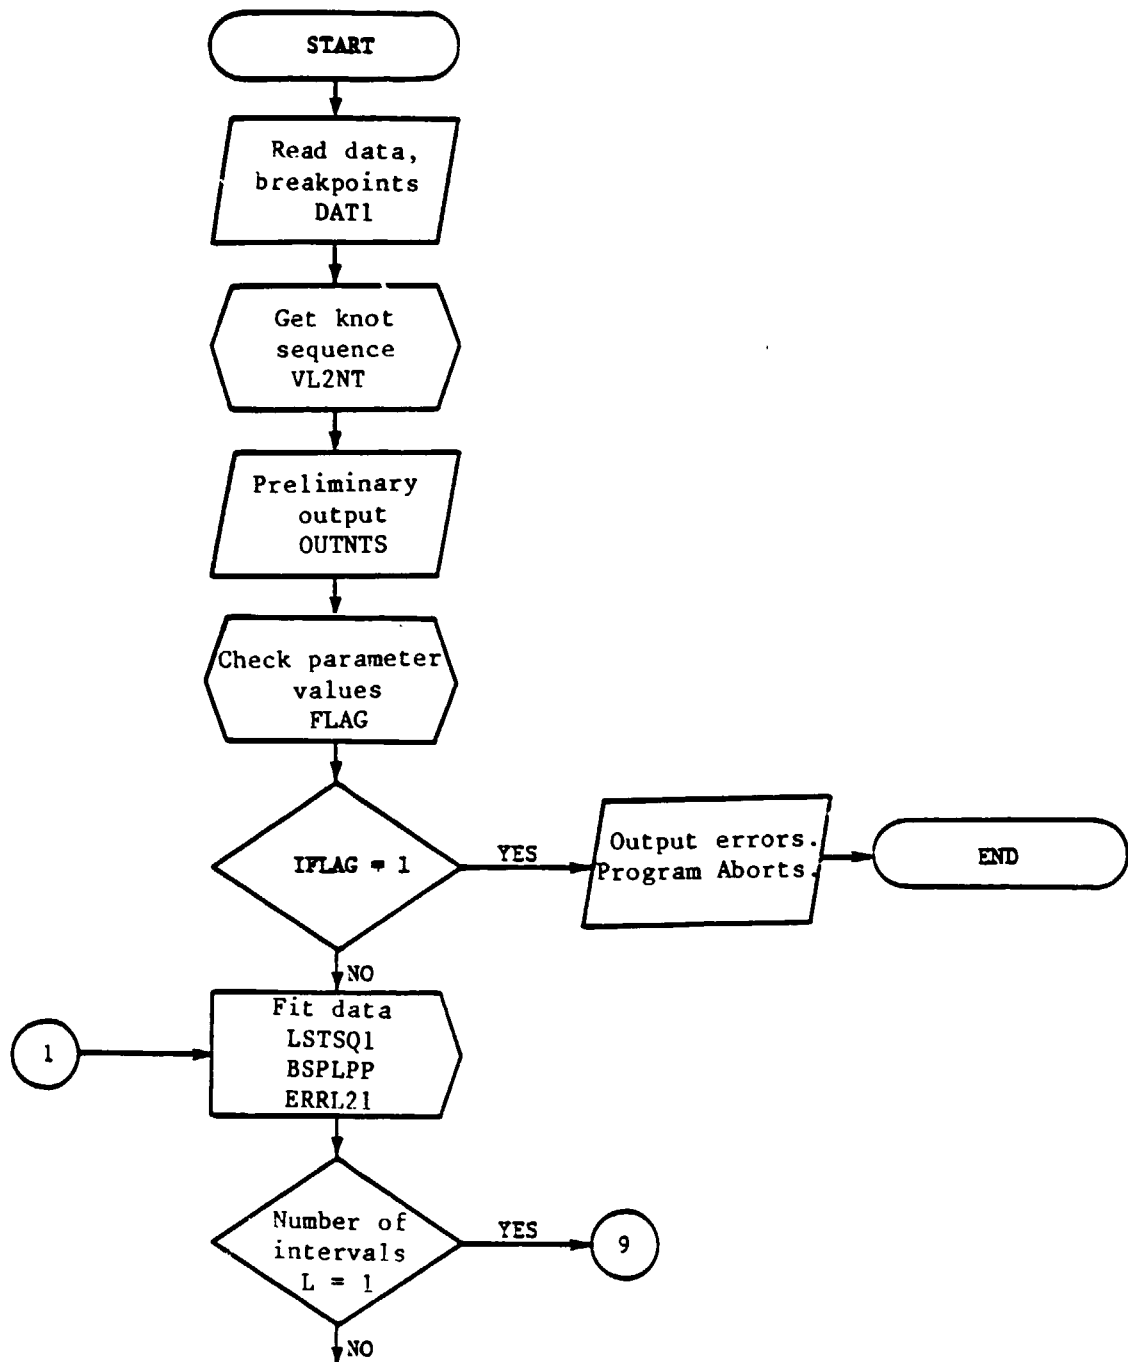 START
Read data,
breakpoints
DAT1
Get knot
sequence
VL2NT
Preliminary
output
OUTNTS
Check parameter
values
FLAG
IFLAG = 1
YES
Output errors.
Program Aborts.
END
NO
1
Fit data
LSTSQ1
BSPLPP
ERRL21
Number of
intervals
L = 1
YES
9
NO